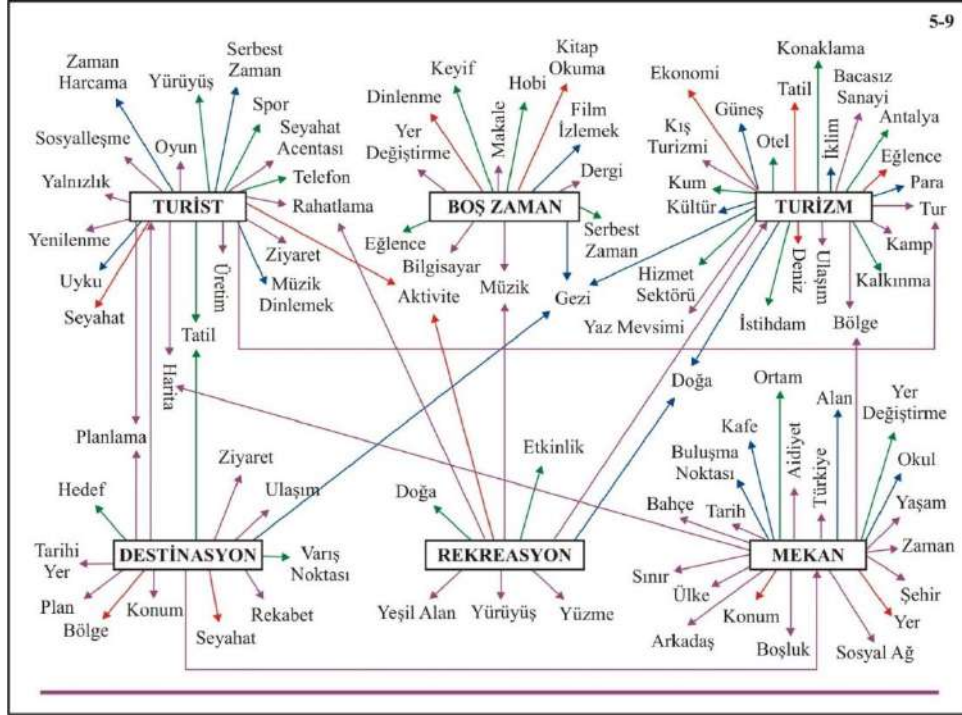 5-9
Zaman
Harcama
Yürüyüş
Serbest
Zaman
Spor
Sosyalleşme
Oyun
Seyahat
Acentası
Yalnızlık
Telefon
TURİST
Rahatlama
Yenilenme
Ziyaret
Uyku
Üretim
Müzik
Dinlemek
Seyahat
Tatil
Harita
Aktivite
Keyif
Hobi
Kitap
Okuma
Dinlenme
Yer
Değiştirme
Makale
Film
İzlemek
Dergi
BOŞ ZAMAN
Eğlence
Serbest
Zaman
Bilgisayar
Müzik
Gezi
Konaklama
Ekonomi
Tatil
Bacasız
Sanayi
Güneş
Antalya
Kış
Turizmi
Otel
İklim
Eğlence
Kum
Para
Kültür
TURİZM
Tur
Kamp
Hizmet
Sektörü
Deniz
Ulaşım
Kalkınma
Yaz Mevsimi
İstihdam
Bölge
Doğa
Planlama
Ziyaret
Hedef
Ulaşım
DESTİNASYON
Tarihi
Yer
Varış
Noktası
Plan
Konum
Rekabet
Bölge
Seyahat
Etkinlik
Doğa
REKREASYON
Yeşil Alan
Yürüyüş
Yüzme
Ortam
Alan
Yer
Değiştirme
Kafe
Buluşma
Noktası
Aidiyet
Türkiye
Okul
Bahçe
Tarih
Yaşam
MEKAN
Zaman
Sınır
Ülke
Şehir
Konum
Yer
Arkadaş
Boşluk
Sosyal Ağ